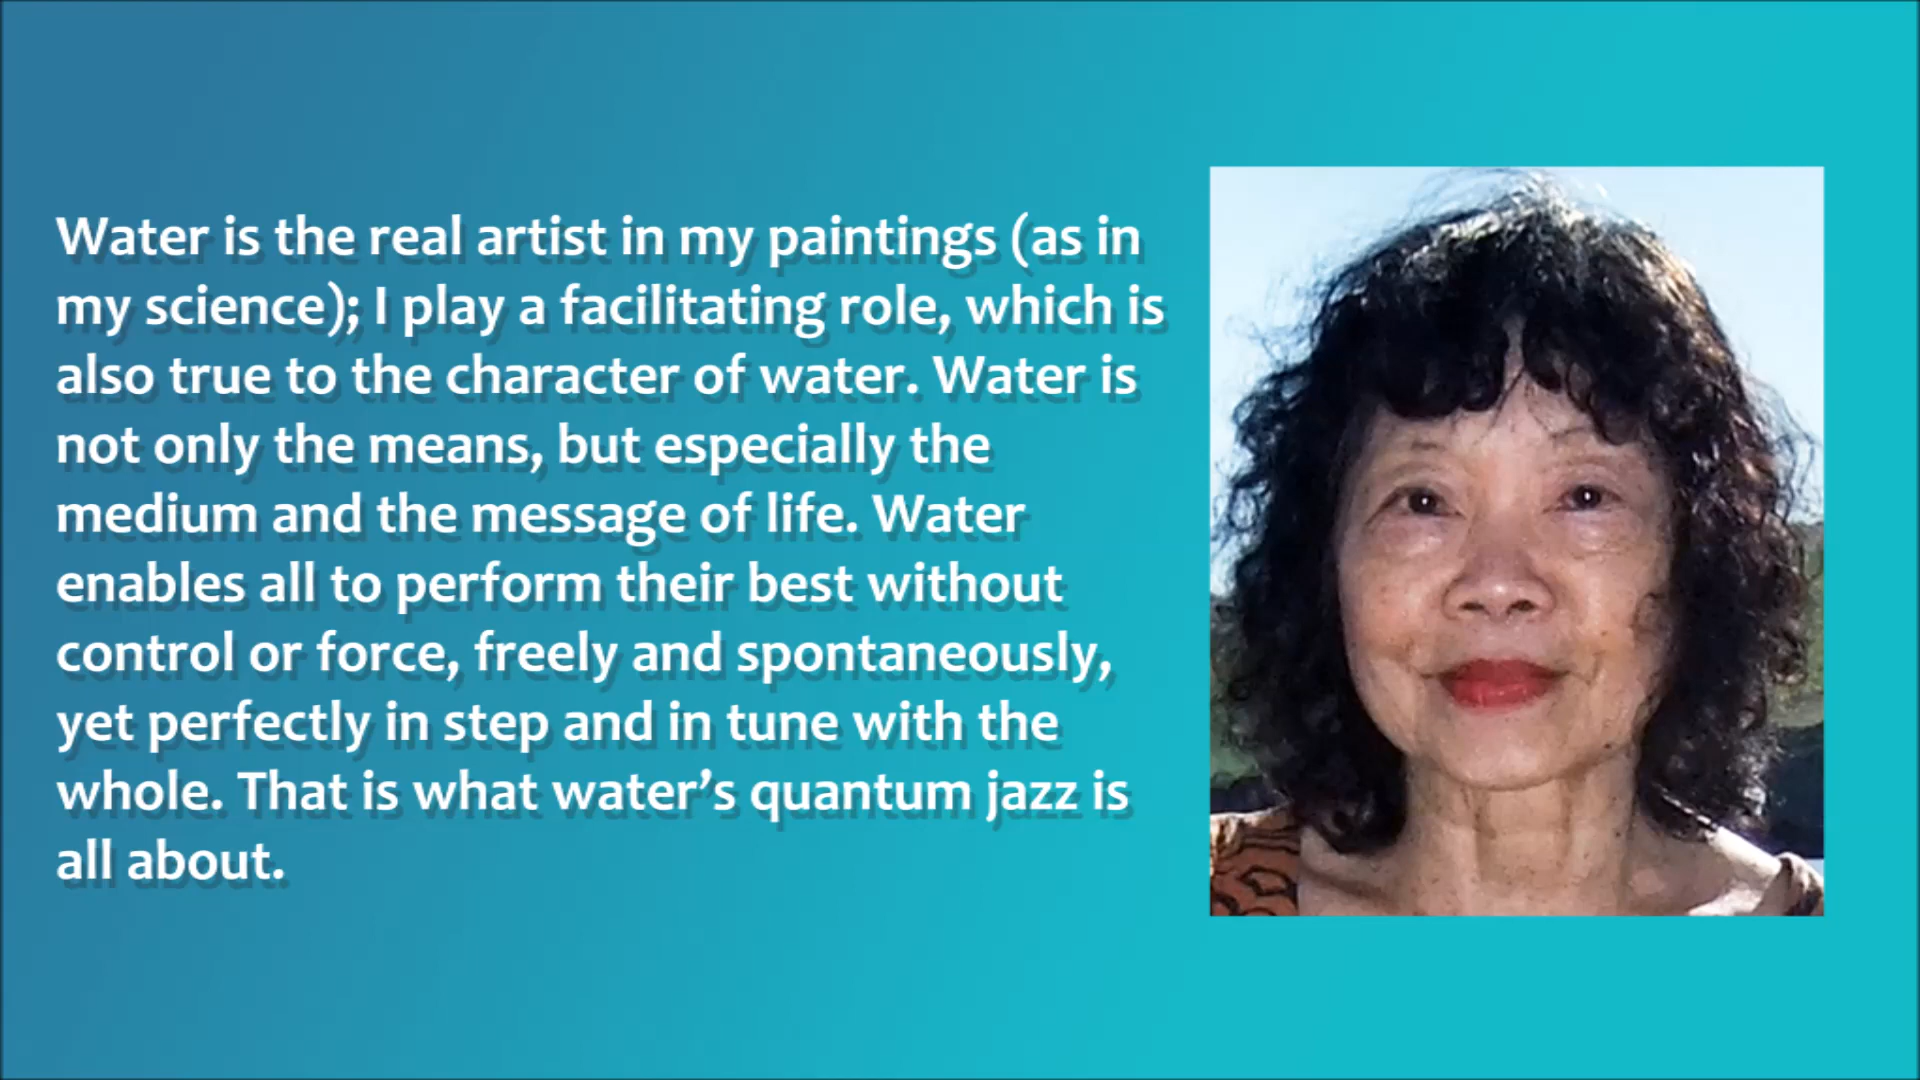 Water is the real artist in my paintings (as in
my science); I play a facilitating role, which is
also true to the character of water. Water is
not only the means, but especially the
medium and the message of life. Water
enables all to perform their best without
control or force, freely and spontaneously,
yet perfectly in step and in tune with the
whole. That is what water’s quantum jazz is
all about.